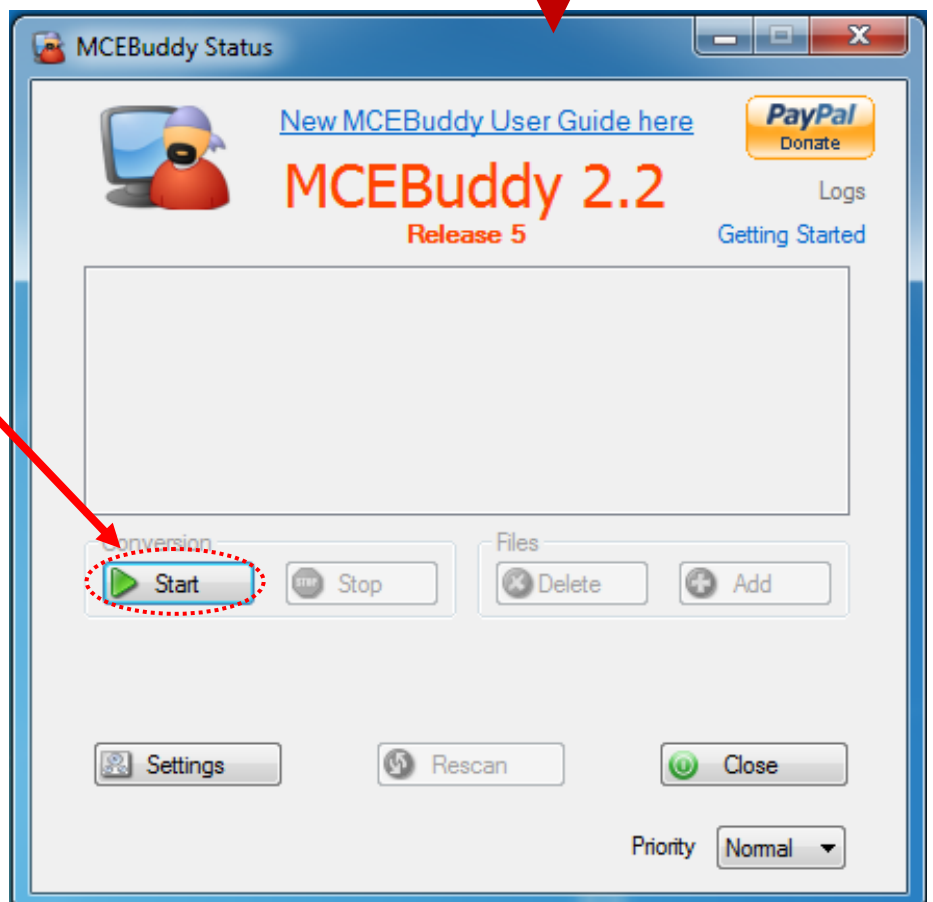 MCEBuddy Status
New MCEBuddy User Guide here
PayPal
Donate
MCEBuddy 2.2
Logs
Release 5
Getting Started
Conversion
Files
Start
STOP
Stop
Delete
Add
Settings
Rescan
Close
Priority
Normal